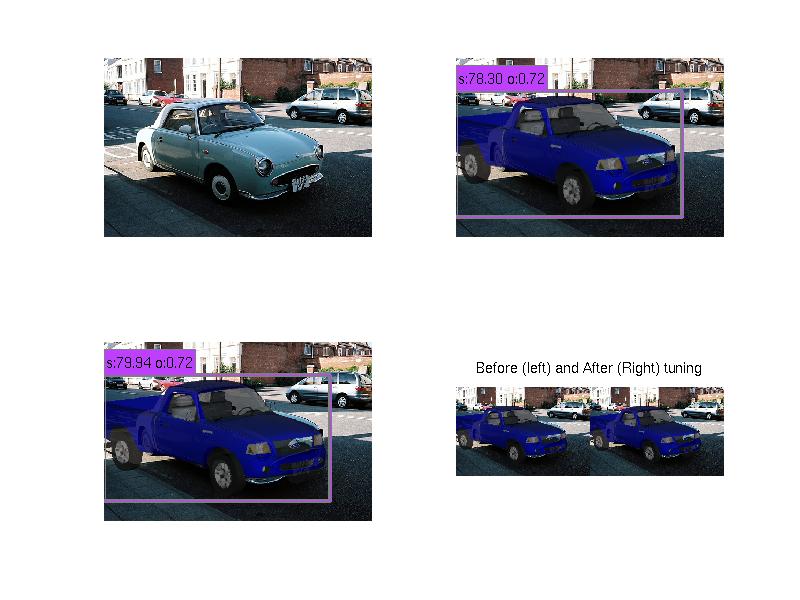 s:78.30 o:0.72
s:79.94 o:0.72
Before (left) and After (Right) tuning